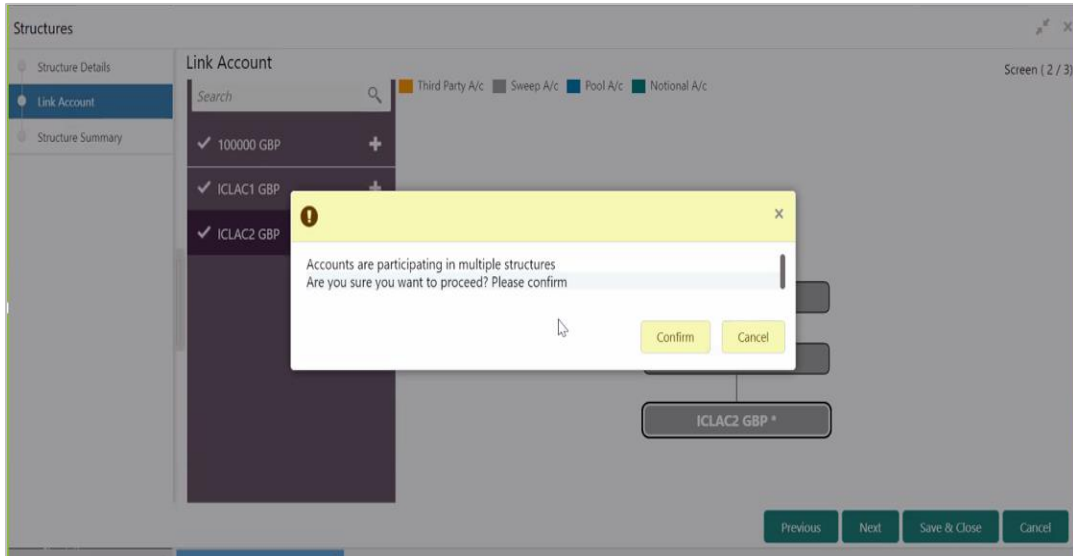 Structures
Structure Details
Link Account
Structure Summary
Link Account
Screen ( 2 / 3)
Search
Third Party A/c Sweep A/c Pool A/c Notional A/c
100000 GBP
ICLAC1 GBP
ICLAC2 GBP
Accounts are participating in multiple structures
Are you sure you want to proceed? Please confirm
Confirm Cancel
ICLAC2 GBP *
Previous Next Save & Close Cancel